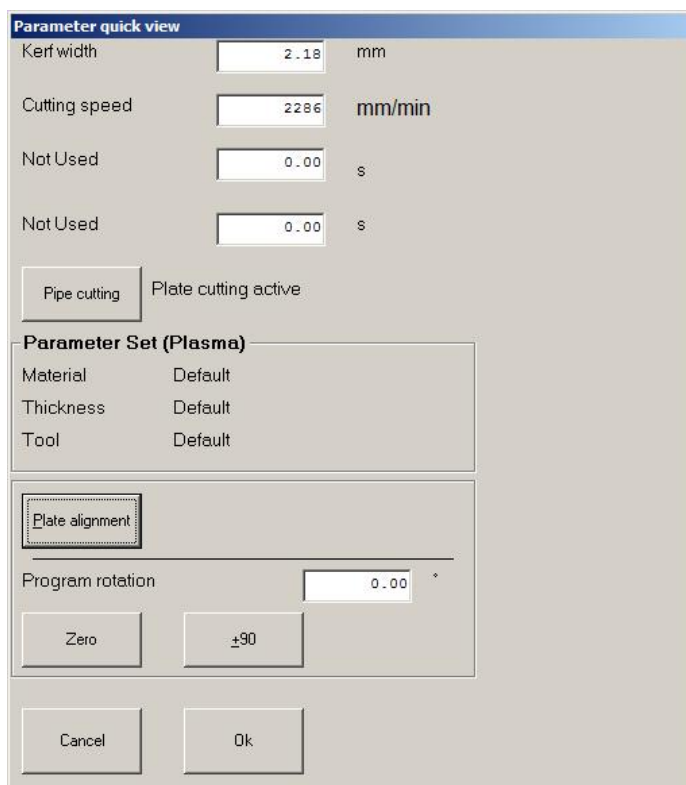 Parameter quick view
Kerf width 2.18 mm
Cutting speed 2286 mm/min
Not Used 0.00 s
Not Used 0.00 s
Pipe cutting Plate cutting active
Parameter Set (Plasma)
Material Default
Thickness Default
Tool Default
Plate alignment
Program rotation 0.00 °
Zero ±90
Cancel Ok